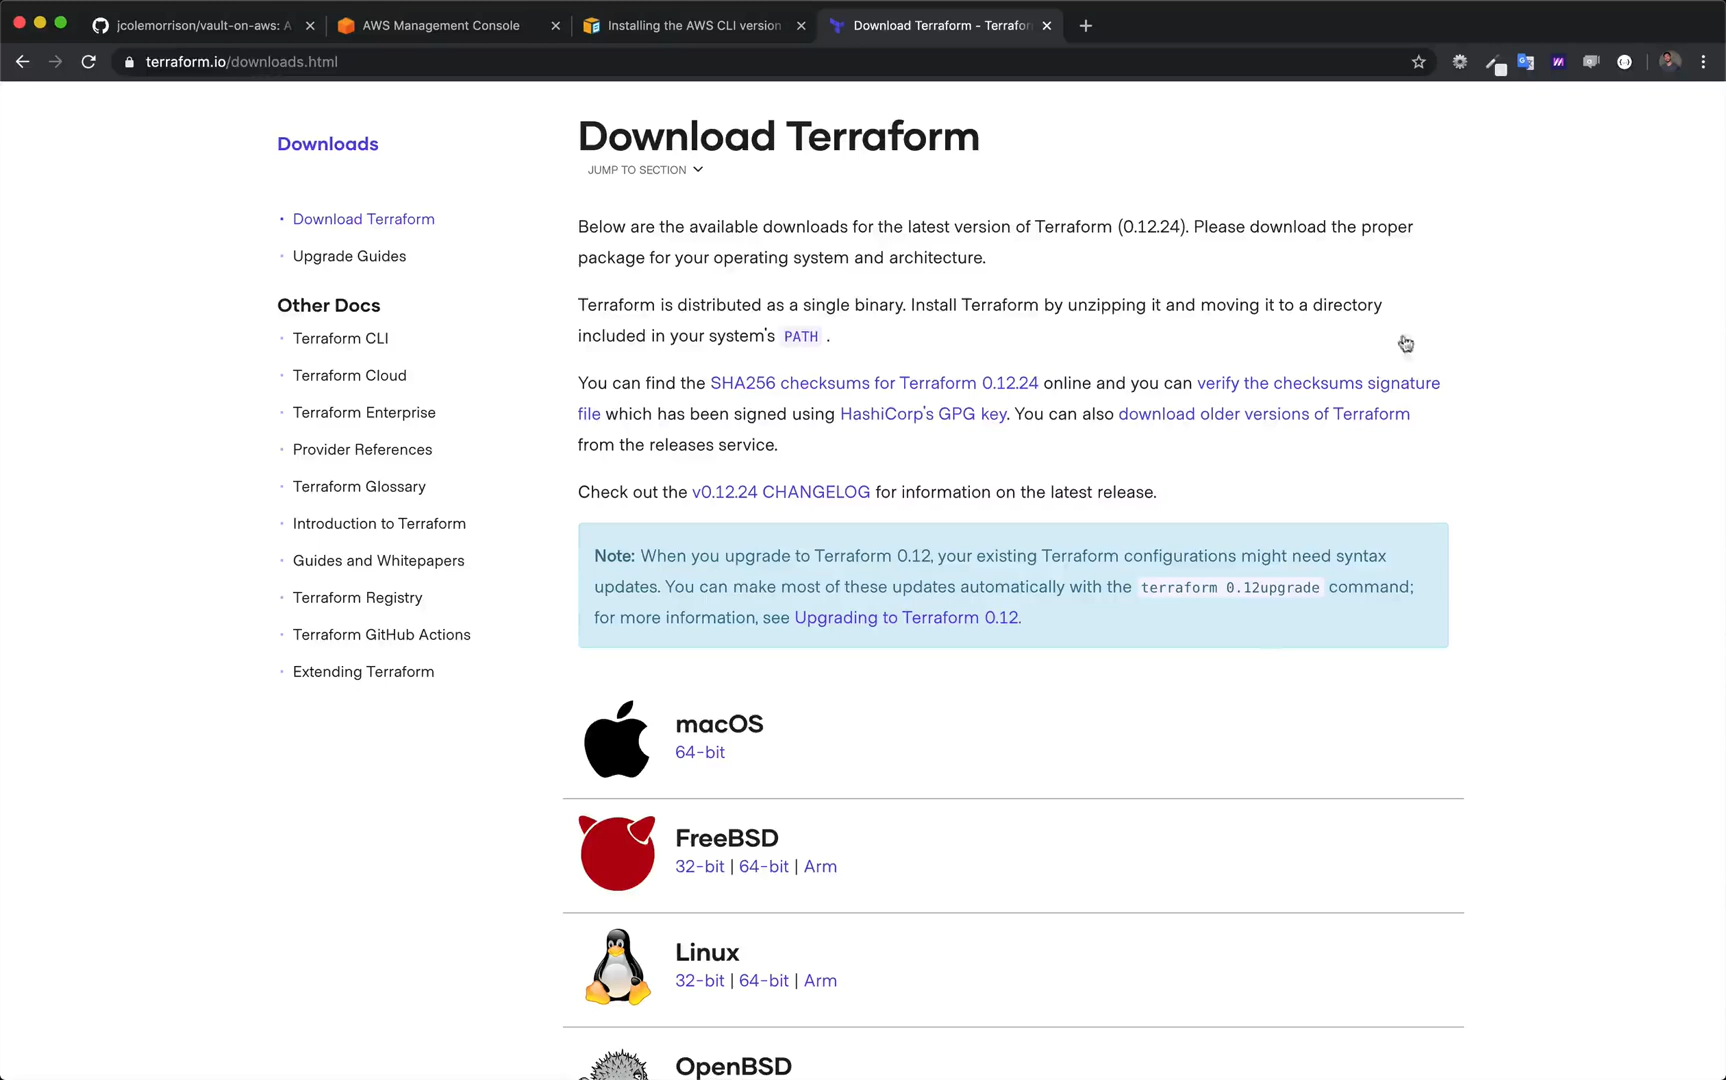 jcolemorrison/vault-on-aws: A
AWS Management Console
Installing the AWS CLI version
Download Terraform - Terrafor
terraform.io/downloads.html
Downloads
Download Terraform
Upgrade Guides
Other Docs
Terraform CLI
Terraform Cloud
Terraform Enterprise
Provider References
Terraform Glossary
Introduction to Terraform
Guides and Whitepapers
Terraform Registry
Terraform GitHub Actions
Extending Terraform
Download Terraform
JUMP TO SECTION
Below are the available downloads for the latest version of Terraform (0.12.24). Please download the proper
package for your operating system and architecture.
Terraform is distributed as a single binary. Install Terraform by unzipping it and moving it to a directory
included in your system's PATH .
You can find the SHA256 checksums for Terraform 0.12.24 online and you can verify the checksums signature
file which has been signed using HashiCorp's GPG key. You can also download older versions of Terraform
from the releases service.
Check out the v0.12.24 CHANGELOG for information on the latest release.
Note: When you upgrade to Terraform 0.12, your existing Terraform configurations might need syntax
updates. You can make most of these updates automatically with the terraform 0.12upgrade command;
for more information, see Upgrading to Terraform 0.12.
macOS
64-bit
FreeBSD
32-bit | 64-bit | Arm
Linux
32-bit | 64-bit | Arm
OpenBSD